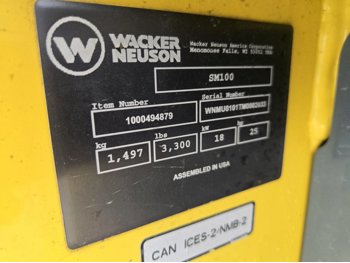 WACKER
NEUSON
Wacker Neuson America Corporation
Menomonee Falls, WI 53051 USA
SM100
Item Number
Serial Number
1000494879
kg
lbs
kW
hp
1,497
3,300
18
25
ASSEMBLED IN USA
CAN ICES-2/NMB-2